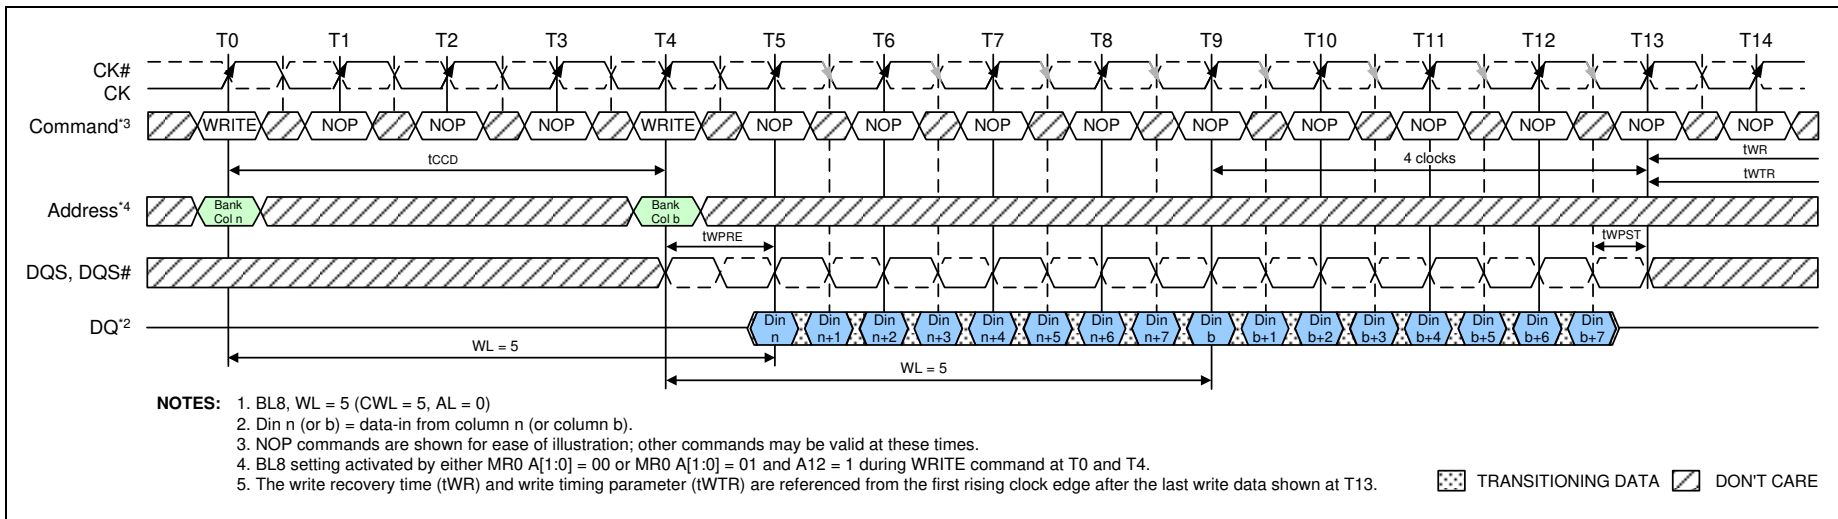 T0 T1 T2 T3 T4 T5 T6 T7 T8 T9 T10 T11 T12 T13 T14
CK#
CK
Command*3 WRITE NOP NOP NOP WRITE NOP NOP NOP NOP NOP NOP NOP NOP NOP NOP
tCCD 4 clocks tWR
tWTR
Address*4 Bank Col n Bank Col b
tWPRE tWPST
DQS, DQS#
DQ*2 Din n Din n+1 Din n+2 Din n+3 Din n+4 Din n+5 Din n+6 Din n+7 Din b Din b+1 Din b+2 Din b+3 Din b+4 Din b+5 Din b+6 Din b+7
WL = 5
WL = 5
NOTES: 1. BL8, WL = 5 (CWL = 5, AL = 0)
2. Din n (or b) = data-in from column n (or column b).
3. NOP commands are shown for ease of illustration; other commands may be valid at these times.
4. BL8 setting activated by either MR0 A[1:0] = 00 or MR0 A[1:0] = 01 and A12 = 1 during WRITE command at T0 and T4.
5. The write recovery time (tWR) and write timing parameter (tWTR) are referenced from the first rising clock edge after the last write data shown at T13.
TRANSITIONING DATA DON'T CARE